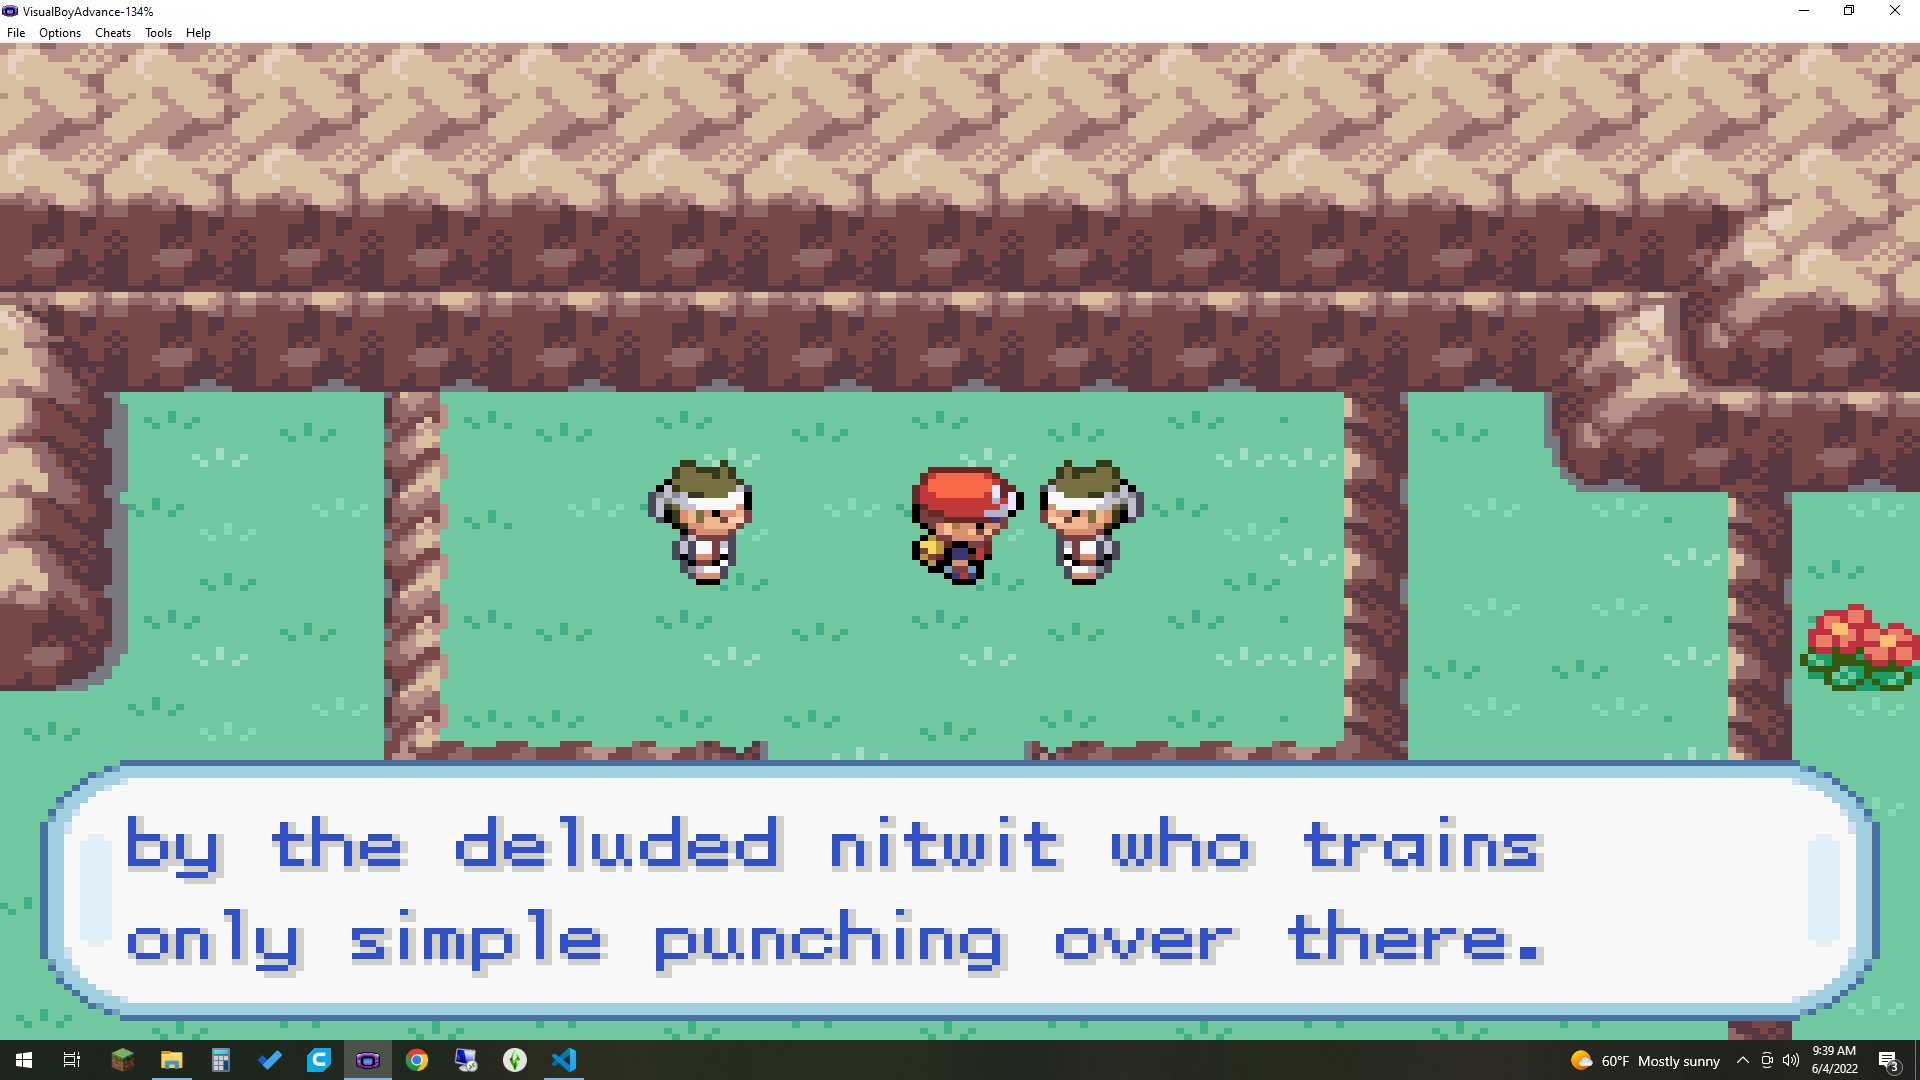 VisualBoyAdvance-134%
File Options Cheats Tools Help
by the deluded nitwit who trains
only simple punching over there.
60°F Mostly sunny
9:39 AM
6/4/2022
3